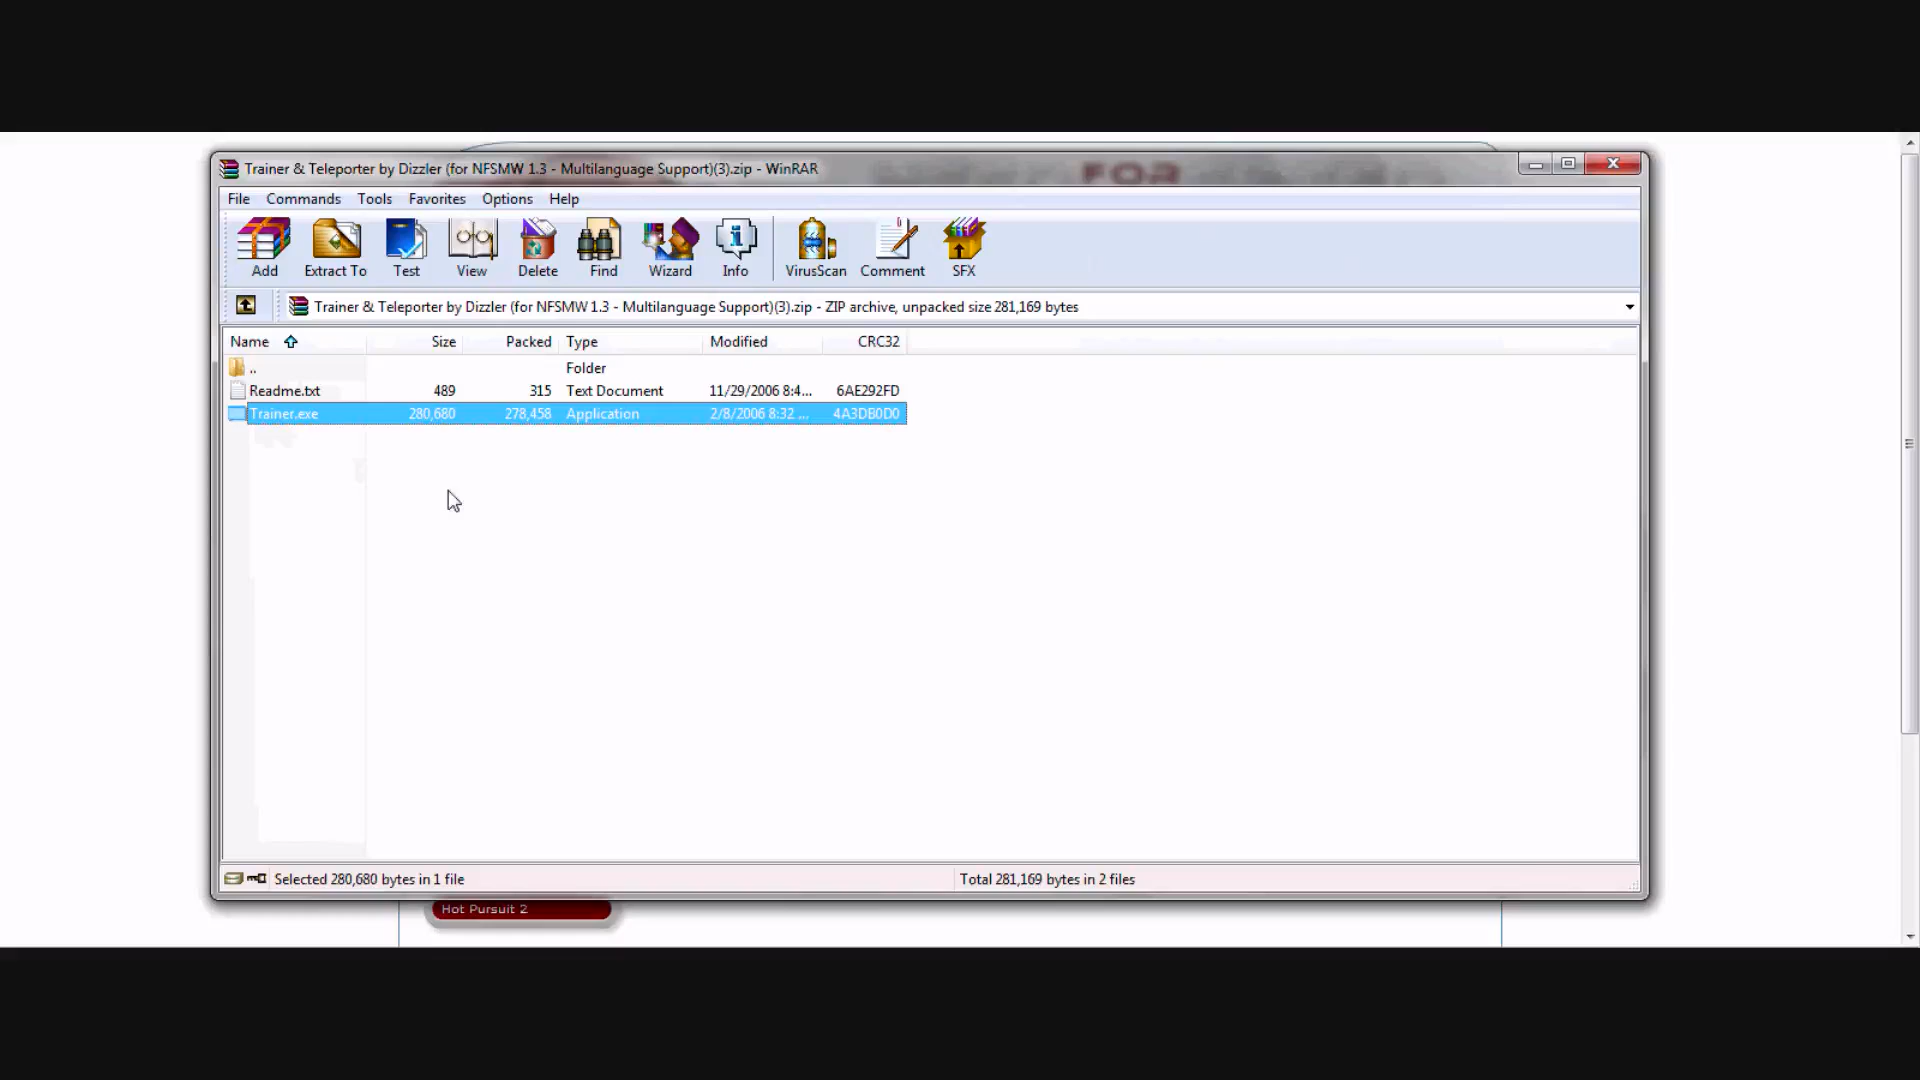 FOR
Trainer & Teleporter by Dizzler (for NFSMW 1.3 - Multilanguage Support)(3).zip - WinRAR
File Commands Tools Favorites Options Help
Add Extract To Test View Delete Find Wizard Info VirusScan Comment SFX
Trainer & Teleporter by Dizzler (for NFSMW 1.3 - Multilanguage Support)(3).zip - ZIP archive, unpacked size 281,169 bytes
Name Size Packed Type Modified CRC32
.. Folder
Readme.txt 489 315 Text Document 11/29/2006 8:4... 6AE292FD
Trainer.exe 280,680 278,458 Application 2/8/2006 8:32 ... 4A3DB0D0
Selected 280,680 bytes in 1 file Total 281,169 bytes in 2 files
Hot Pursuit 2